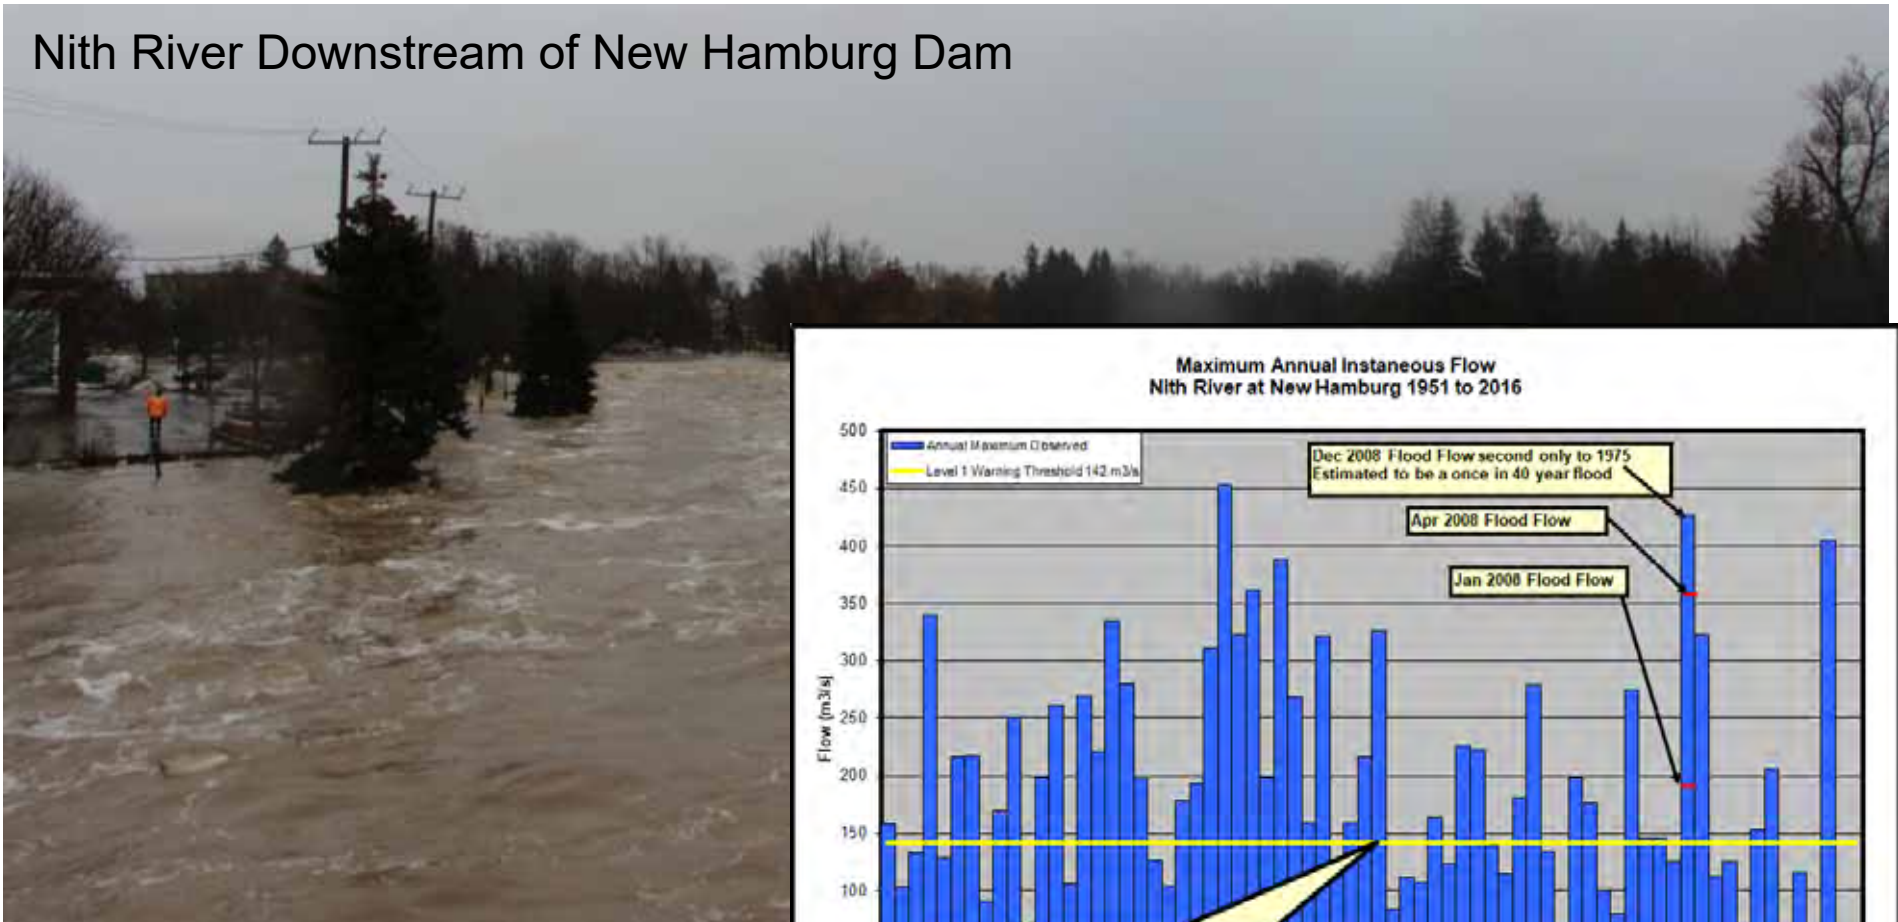 Nith River Downstream of New Hamburg Dam
Maximum Annual Instaneous Flow
Nith River at New Hamburg 1951 to 2016
500
450
400
350
300
250
200
150
100
Flow (m3/s)
Annual Maximum Observed
Level 1 Warning Threshold 142 m3/s
Dec 2008 Flood Flow second only to 1975
Estimated to be a once in 40 year flood
Apr 2008 Flood Flow
Jan 2008 Flood Flow